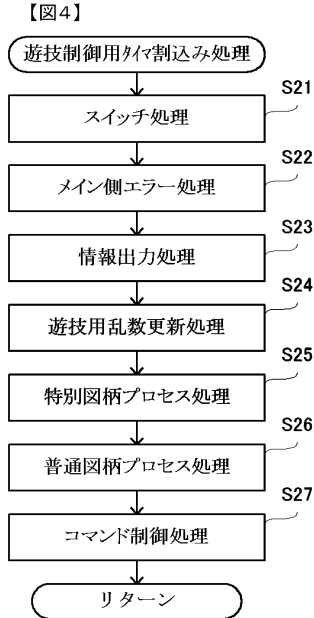 【図4】
遊技制御用タイマ割込み処理
S21
スイッチ処理
S22
メイン側エラー処理
S23
情報出力処理
S24
遊技用乱数更新処理
S25
特別図柄プロセス処理
S26
普通図柄プロセス処理
S27
コマンド制御処理
リターン